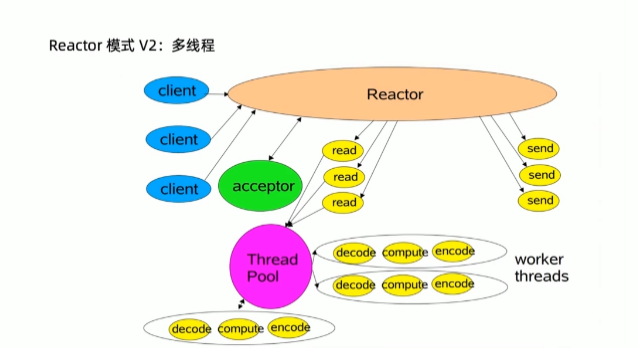 Reactor 模式 V2：多线程
client
Reactor
client
client
acceptor
read
read
read
send
send
send
Thread
Pool
decode compute encode
decode compute encode
worker
threads
decode compute encode